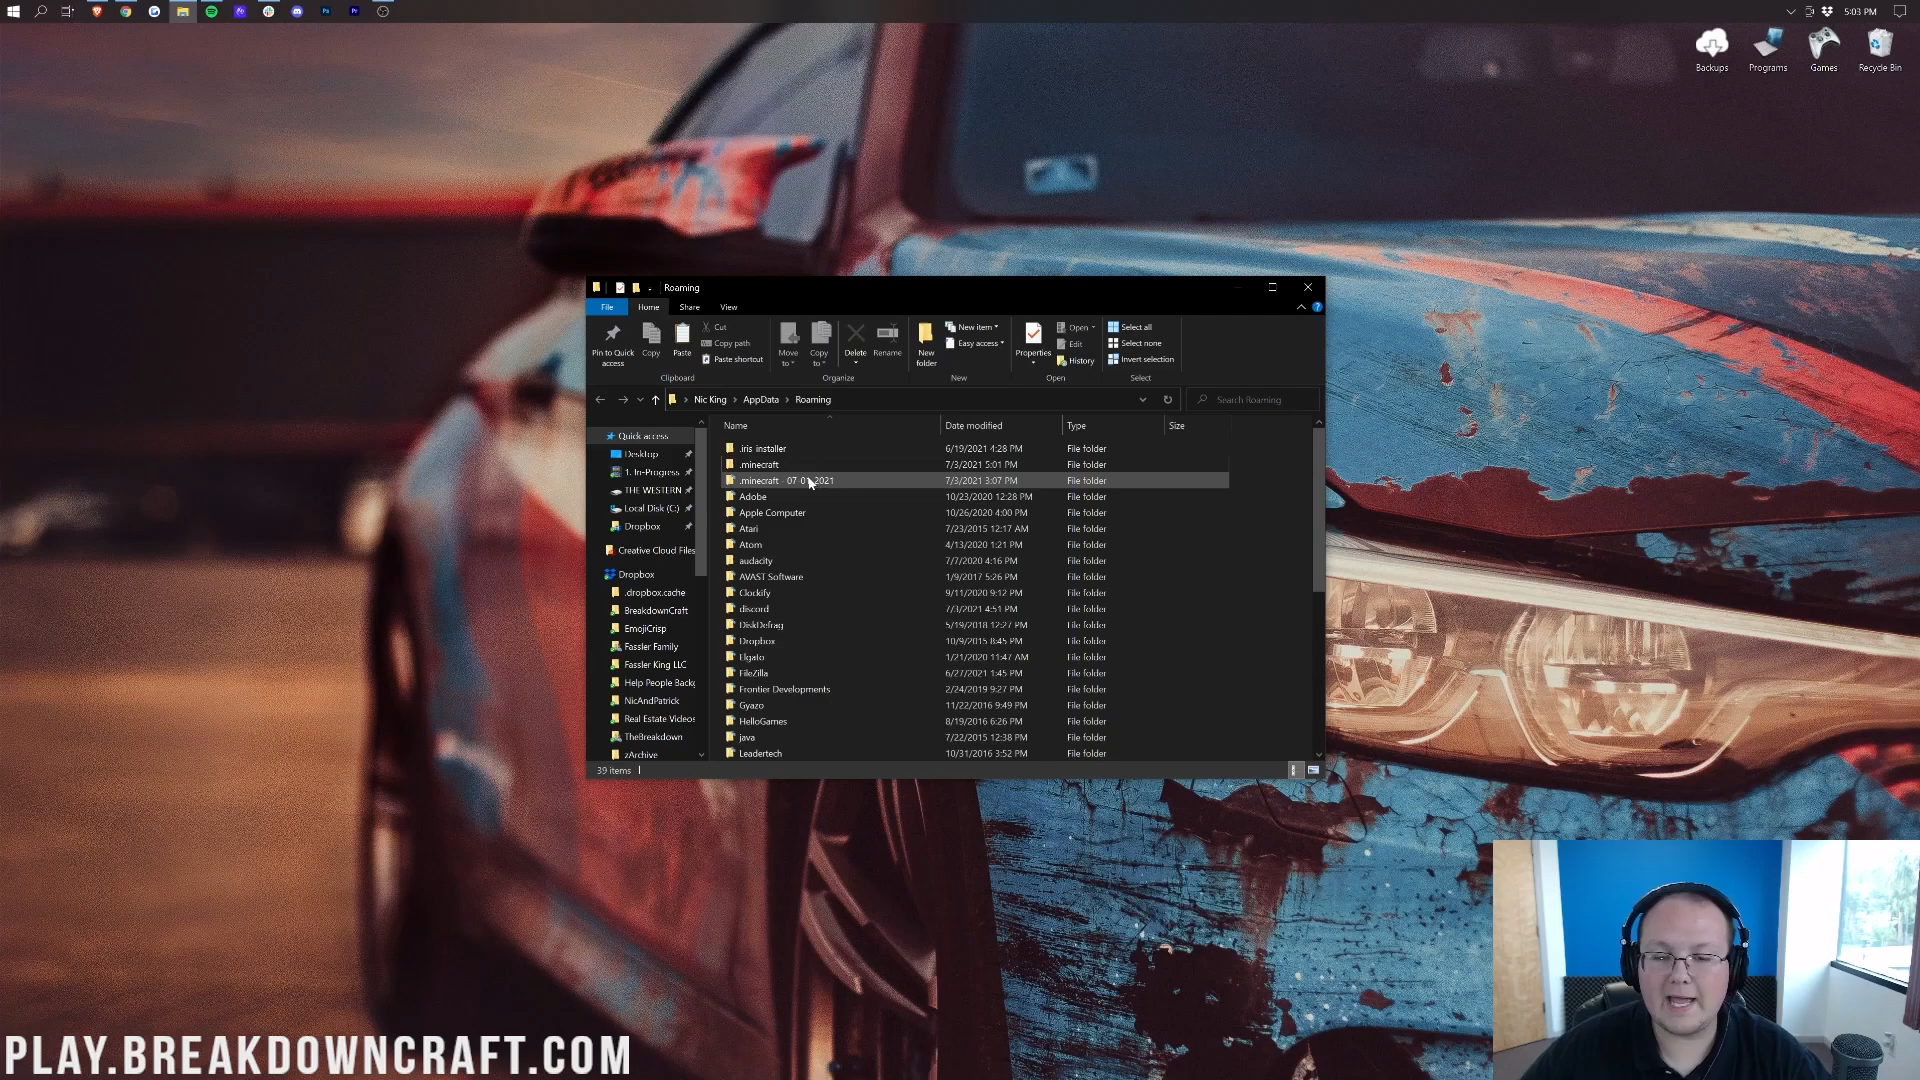 5:03 PM
Backups
Programs
Games
Recycle Bin
Roaming
File
Home
Share
View
Pin to Quick access
Copy
Paste
Cut
Copy path
Paste shortcut
Clipboard
Move to
Copy to
Delete
Rename
Organize
New folder
New item
Easy access
New
Properties
Open
Edit
History
Open
Select all
Select none
Invert selection
Select
Nic King
AppData
Roaming
Search Roaming
Name
Date modified
Type
Size
Quick access
Desktop
1. In-Progress
THE WESTERN
Local Disk (C:)
Dropbox
Creative Cloud Files
Dropbox
.dropbox.cache
BreakdownCraft
EmojiCrisp
Fassler Family
Fassler King LLC
Help People Backg
NicAndPatrick
Real Estate Videos
TheBreakdown
zArchive
.iris installer 6/19/2021 4:28 PM File folder
.minecraft 7/3/2021 5:01 PM File folder
.minecraft - 07-01-2021 7/3/2021 3:07 PM File folder
Adobe 10/23/2020 12:28 PM File folder
Apple Computer 10/26/2020 4:00 PM File folder
Atari 7/23/2015 12:17 AM File folder
Atom 4/13/2020 1:21 PM File folder
audacity 7/7/2020 4:16 PM File folder
AVAST Software 1/9/2017 5:26 PM File folder
Clockify 9/11/2020 9:12 PM File folder
discord 7/3/2021 4:51 PM File folder
DiskDefrag 5/19/2018 12:27 PM File folder
Dropbox 10/9/2015 8:45 PM File folder
Elgato 1/21/2020 11:47 AM File folder
FileZilla 6/27/2021 1:45 PM File folder
Frontier Developments 2/24/2019 9:27 PM File folder
Gyazo 11/22/2016 9:49 PM File folder
HelloGames 8/19/2016 6:26 PM File folder
java 7/22/2015 12:38 PM File folder
Leadertech 10/31/2016 3:52 PM File folder
39 items
PLAY.BREAKDOWNCRAFT.COM